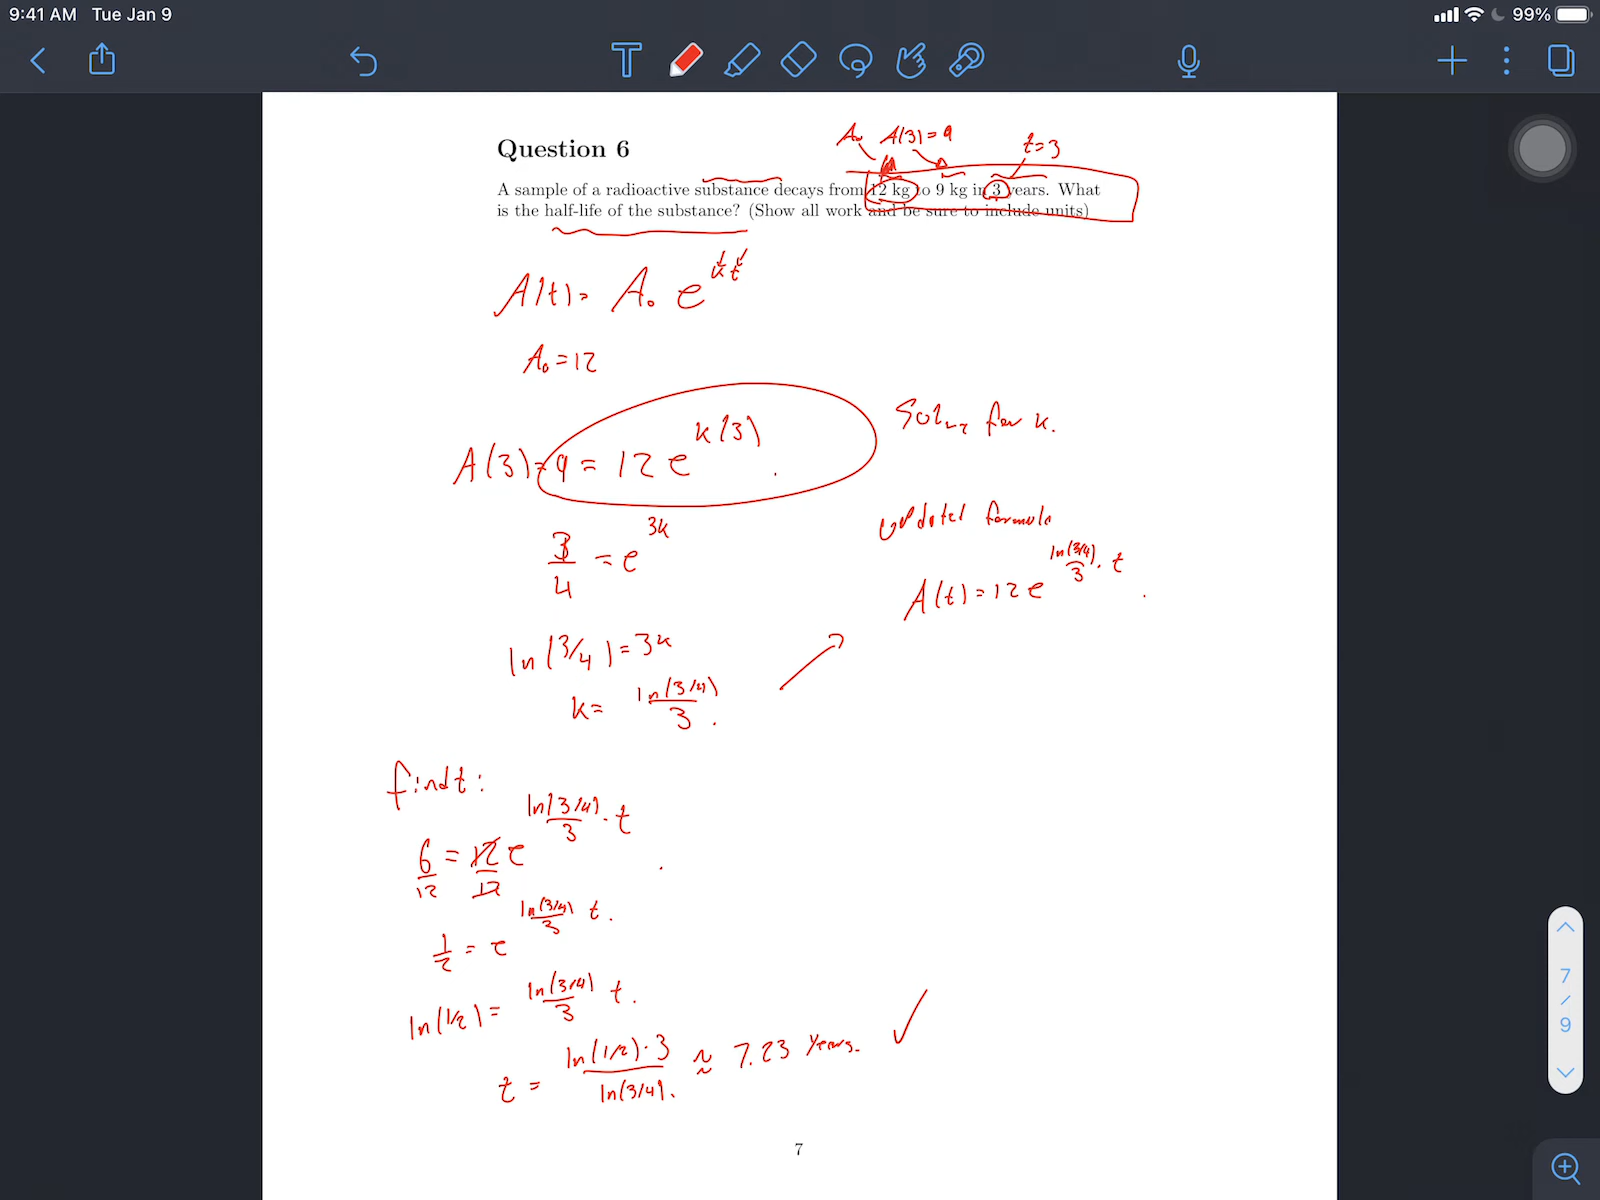 9:41 AM Tue Jan 9
99%
A₀ A(3)=9
t=3
Question 6
A sample of a radioactive substance decays from 12 kg to 9 kg in 3 years. What
is the half-life of the substance? (Show all work and be sure to include units)
A(t)= A₀ e^{kt}
A₀=12
A(3)=9 = 12 e^{k(3)}
Solve for k.
3/4 = e^{3k}
updated formula
A(t)=12e^{ln(3/4)/3 · t}
ln(3/4)=3k
k= ln(3/4)/3
find t:
6/12 = 12/12 e^{ln(3/4)/3 · t}
1/2 = e^{ln(3/4)/3 t}
ln(1/2)= ln(3/4)/3 t
t = ln(1/2)·3/ln(3/4) ≈ 7.23 years.
7
/
9
7